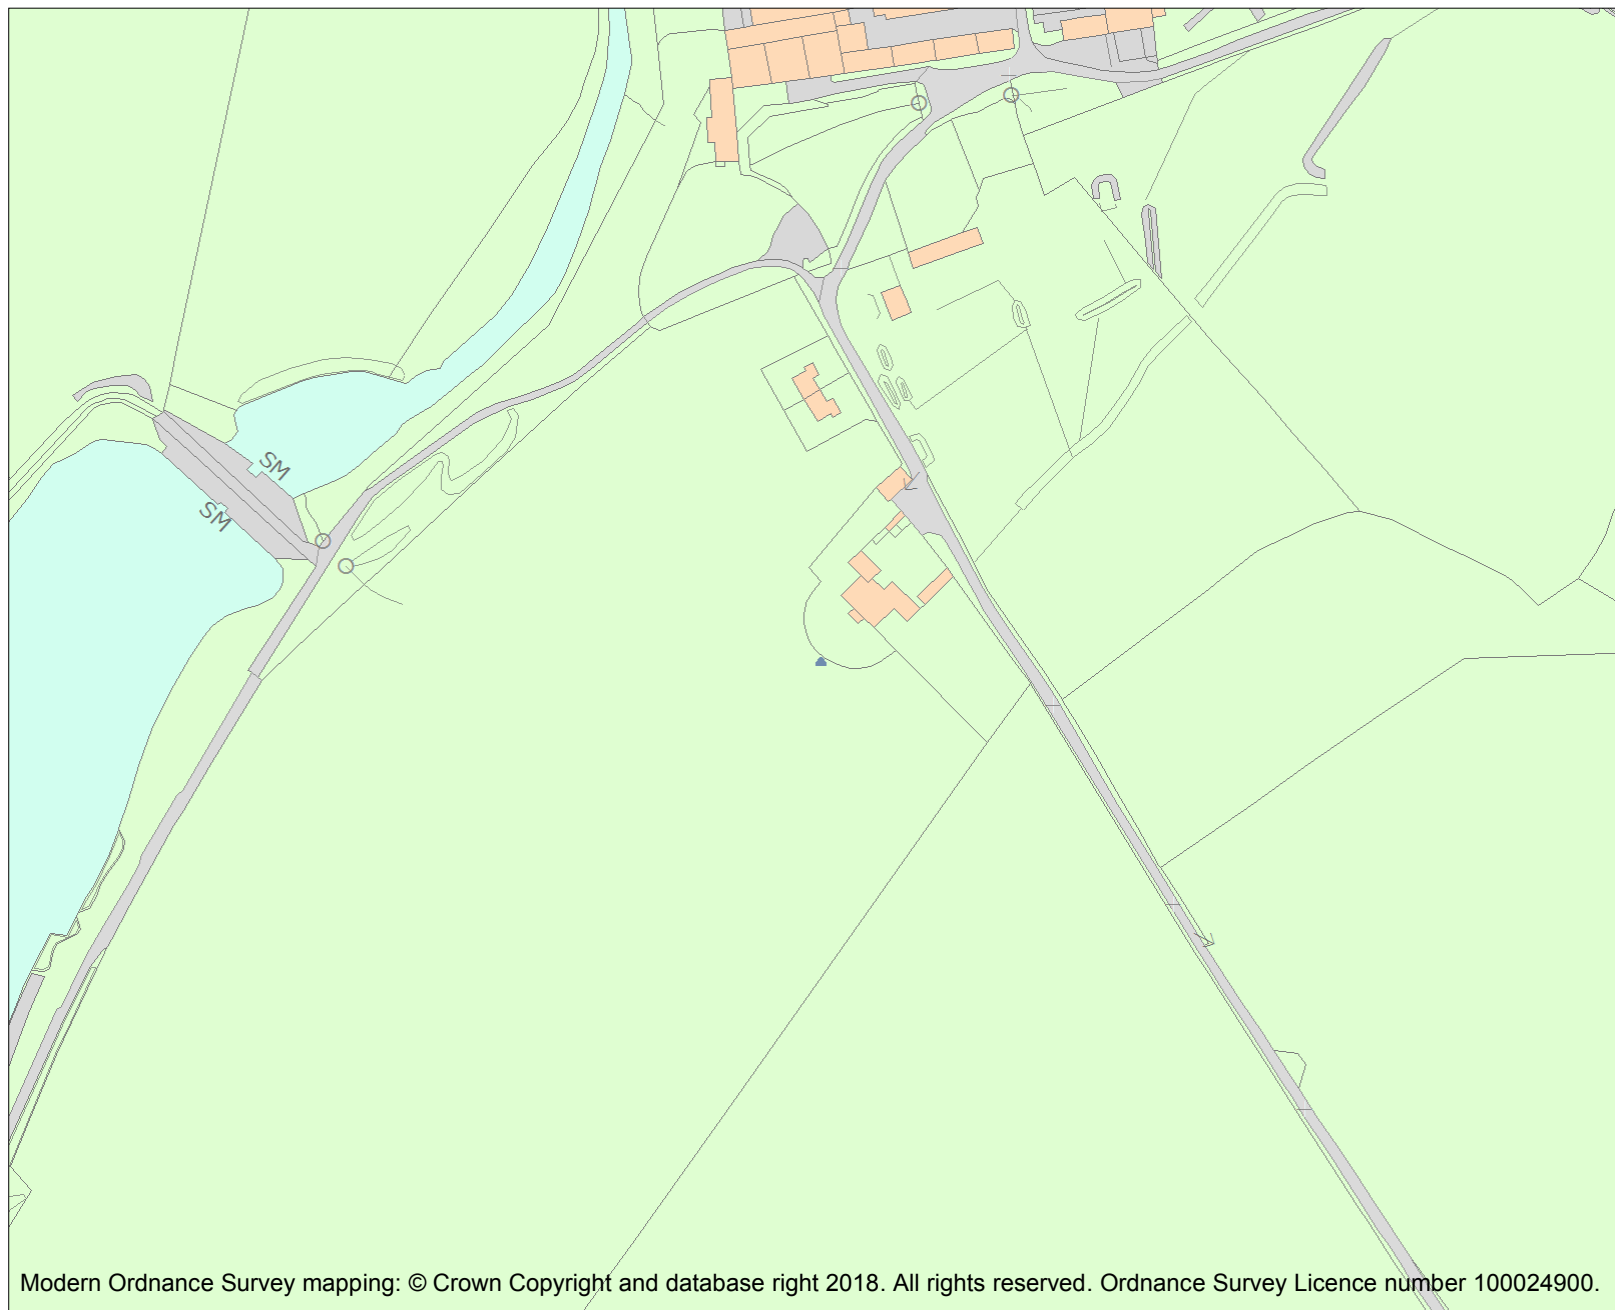 SM
SM
Modern Ordnance Survey mapping: © Crown Copyright and database right 2018. All rights reserved. Ordnance Survey Licence number 100024900.